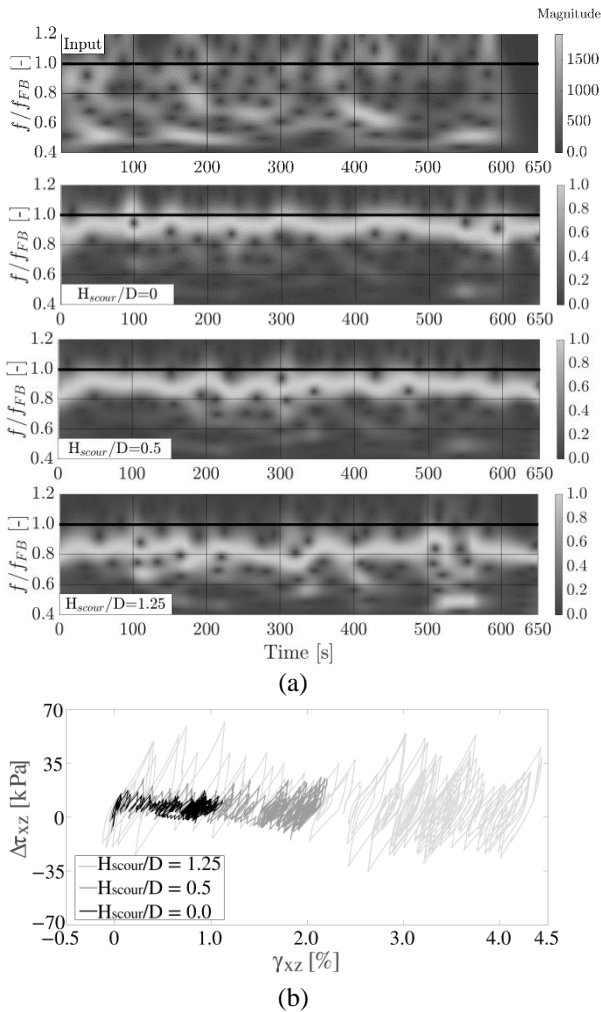 Magnitude
1.2
Input
1.0
0.8
0.6
0.4
f/f_FB [-]
100 200 300 400 500 600 650
1500
1000
500
0.0
1.2
1.0
0.8
0.6
0.4
f/f_FB [-]
H_scour/D=0
0 100 200 300 400 500 600 650
1.0
0.8
0.6
0.4
0.2
0.0
1.2
1.0
0.8
0.6
0.4
f/f_FB [-]
H_scour/D=0.5
0 100 200 300 400 500 600 650
1.0
0.8
0.6
0.4
0.2
0.0
1.2
1.0
0.8
0.6
0.4
f/f_FB [-]
H_scour/D=1.25
0 100 200 300 400 500 600 650
1.0
0.8
0.6
0.4
0.2
0.0
Time [s]
(a)
70
35
0
−35
−70
Δτ_xz [kPa]
H_scour/D = 1.25
H_scour/D = 0.5
H_scour/D = 0.0
−0.5 0 1.0 2.0 3.0 4.0 4.5
γ_xz [%]
(b)